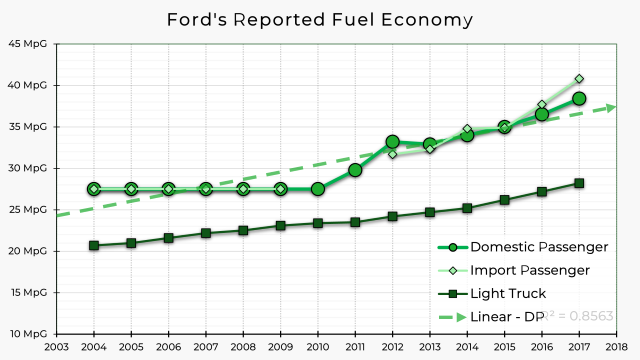 Ford's Reported Fuel Economy
45 MpG
40 MpG
35 MpG
30 MpG
25 MpG
20 MpG
15 MpG
10 MpG
Domestic Passenger
Import Passenger
Light Truck
Linear - DP
R² = 0.8563
2003 2004 2005 2006 2007 2008 2009 2010 2011 2012 2013 2014 2015 2016 2017 2018